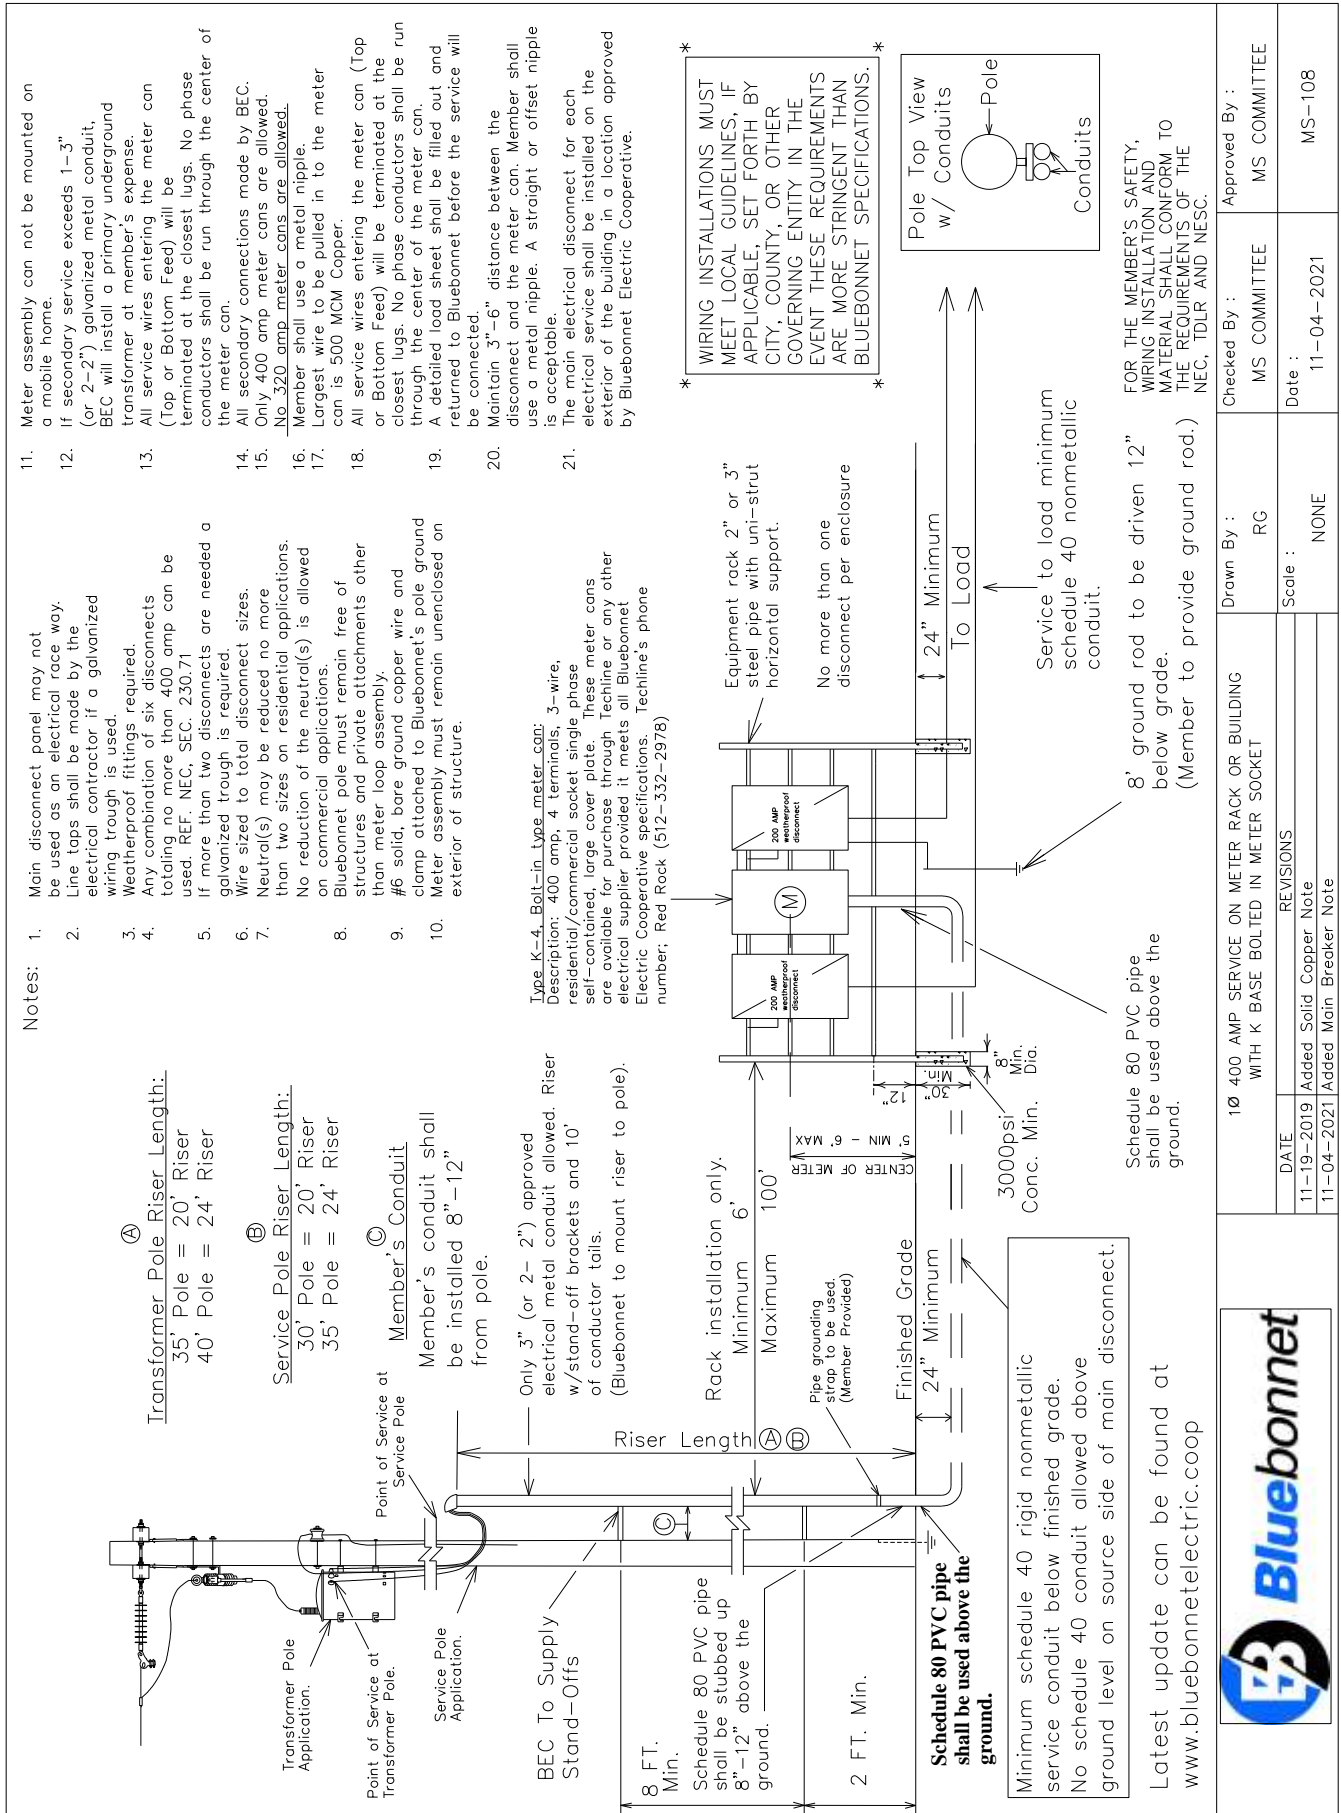 Notes:
1. Main disconnect panel may not
be used as an electrical race way.
2. Line taps shall be made by the
electrical contractor if a galvanized
wiring trough is used.
3. Weatherproof fittings required.
4. Any combination of six disconnects
totaling no more than 400 amp can be
used. REF. NEC, SEC. 230.71
5. If more than two disconnects are needed a
galvanized trough is required.
6. Wire sized to total disconnect sizes.
7. Neutral(s) may be reduced no more
than two sizes on residential applications.
No reduction of the neutral(s) is allowed
on commercial applications.
8. Bluebonnet pole must remain free of
structures and private attachments other
than meter loop assembly.
9. #6 solid, bare ground copper wire and
clamp attached to Bluebonnet's pole ground
10. Meter assembly must remain unenclosed on
exterior of structure.
11. Meter assembly can not be mounted on
a mobile home.
12. If secondary service exceeds 1-3"
(or 2-2") galvanized metal conduit,
BEC will install a primary underground
transformer at member's expense.
13. All service wires entering the meter can
(Top or Bottom Feed) will be
terminated at the closest lugs. No phase
conductors shall be run through the center of
the meter can.
14. All secondary connections made by BEC.
15. Only 400 amp meter cans are allowed.
No 320 amp meter cans are allowed.
16. Member shall use a metal nipple.
17. Largest wire to be pulled in to the meter
can is 500 MCM Copper.
18. All service wires entering the meter can (Top
or Bottom Feed) will be terminated at the
closest lugs. No phase conductors shall be run
through the center of the meter can.
19. A detailed load sheet shall be filled out and
returned to Bluebonnet before the service will
be connected.
20. Maintain 3"-6" distance between the
disconnect and the meter can. Member shall
use a metal nipple. A straight or offset nipple
is acceptable.
21. The main electrical disconnect for each
electrical service shall be installed on the
exterior of the building in a location approved
by Bluebonnet Electric Cooperative.
A
Transformer Pole Riser Length:
35' Pole = 20' Riser
40' Pole = 24' Riser
B
Service Pole Riser Length:
30' Pole = 20' Riser
35' Pole = 24' Riser
C
Member's Conduit
Member's conduit shall
be installed 8"-12"
from pole.
Only 3" (or 2- 2") approved
electrical metal conduit allowed. Riser
w/stand-off brackets and 10'
of conductor tails.
(Bluebonnet to mount riser to pole).
Type K-4, Bolt-in type meter can:
Description: 400 amp, 4 terminals, 3-wire,
residential/commercial socket single phase
self-contained, large cover plate. These meter cans
are available for purchase through Techline or any other
electrical supplier provided it meets all Bluebonnet
Electric Cooperative specifications. Techline's phone
number; Red Rock (512-332-2978)
*
*
WIRING INSTALLATIONS MUST
MEET LOCAL GUIDELINES, IF
APPLICABLE, SET FORTH BY
CITY, COUNTY, OR OTHER
GOVERNING ENTITY IN THE
EVENT THESE REQUIREMENTS
ARE MORE STRINGENT THAN
BLUEBONNET SPECIFICATIONS.
*
*
Pole Top View
w/ Conduits
Pole
Conduits
Transformer Pole
Application.
Point of Service at
Transformer Pole.
Point of Service at
Service Pole
Service Pole
Application.
BEC To Supply
Stand-Offs
8 FT.
Min.
Schedule 80 PVC pipe
shall be stubbed up
8"-12" above the
ground.
2 FT. Min.
C
Riser Length A B
Rack installation only.
Minimum 6'
Maximum 100'
Pipe grounding
strap to be used.
(Member Provided)
Finished Grade
24" Minimum
CENTER OF METER
5' MIN - 6' MAX
12"
30"
Min.
8"
Min.
Dia.
3000psi
Conc. Min.
200 AMP
weatherproof
disconnect
M
200 AMP
weatherproof
disconnect
Equipment rack 2" or 3"
steel pipe with uni-strut
horizontal support.
No more than one
disconnect per enclosure
24" Minimum
To Load
Service to load minimum
schedule 40 nonmetallic
conduit.
8' ground rod to be driven 12"
below grade.
(Member to provide ground rod.)
Schedule 80 PVC pipe
shall be used above the
ground.
Schedule 80 PVC pipe
shall be used above the
ground.
Minimum schedule 40 rigid nonmetallic
service conduit below finished grade.
No schedule 40 conduit allowed above
ground level on source side of main disconnect.
FOR THE MEMBER'S SAFETY,
WIRING INSTALLATION AND
MATERIAL SHALL CONFORM TO
THE REQUIREMENTS OF THE
NEC, TDLR AND NESC.
Latest update can be found at
www.bluebonnetelectric.coop
B Bluebonnet
1Ø 400 AMP SERVICE ON METER RACK OR BUILDING
WITH K BASE BOLTED IN METER SOCKET
DATE REVISIONS
11-19-2019 Added Solid Copper Note
11-04-2021 Added Main Breaker Note
Drawn By :
RG
Checked By :
MS COMMITTEE
Approved By :
MS COMMITTEE
Scale :
NONE
Date :
11-04-2021
MS-108